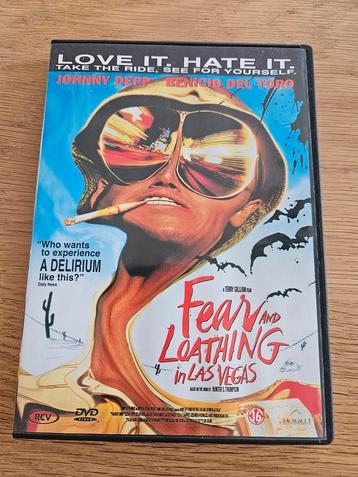 LOVE IT. HATE IT.
TAKE THE RIDE, SEE FOR YOURSELF.
JOHNNY DEPP BENICIO DEL TORO
"Who wants
to experience
A DELIRIUM
like this?"
Daily News
A TERRY GILLIAM FILM
Fear AND
LOATHING
in LAS VEGAS
BASED ON THE BOOK BY HUNTER S. THOMPSON
RCV
DVD
VIDEO
16
SUMMIT